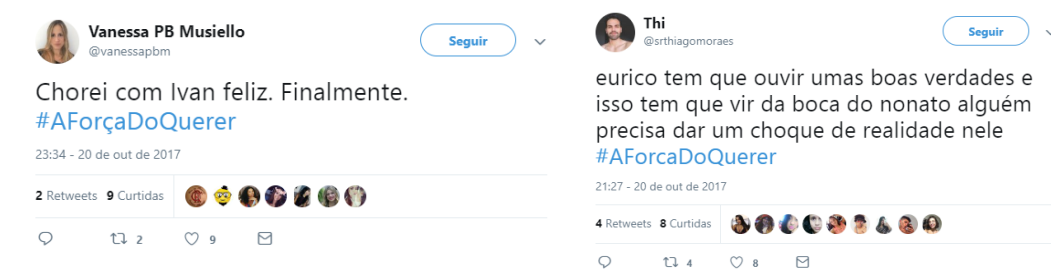 Vanessa PB Musiello
@vanessapbm
Seguir
Chorei com Ivan feliz. Finalmente.
#AForçaDoQuerer
23:34 - 20 de out de 2017
2 Retweets 9 Curtidas
2 9
Thi
@srthiagomoraes
Seguir
eurico tem que ouvir umas boas verdades e
isso tem que vir da boca do nonato alguém
precisa dar um choque de realidade nele
#AForcaDoQuerer
21:27 - 20 de out de 2017
4 Retweets 8 Curtidas
4 8